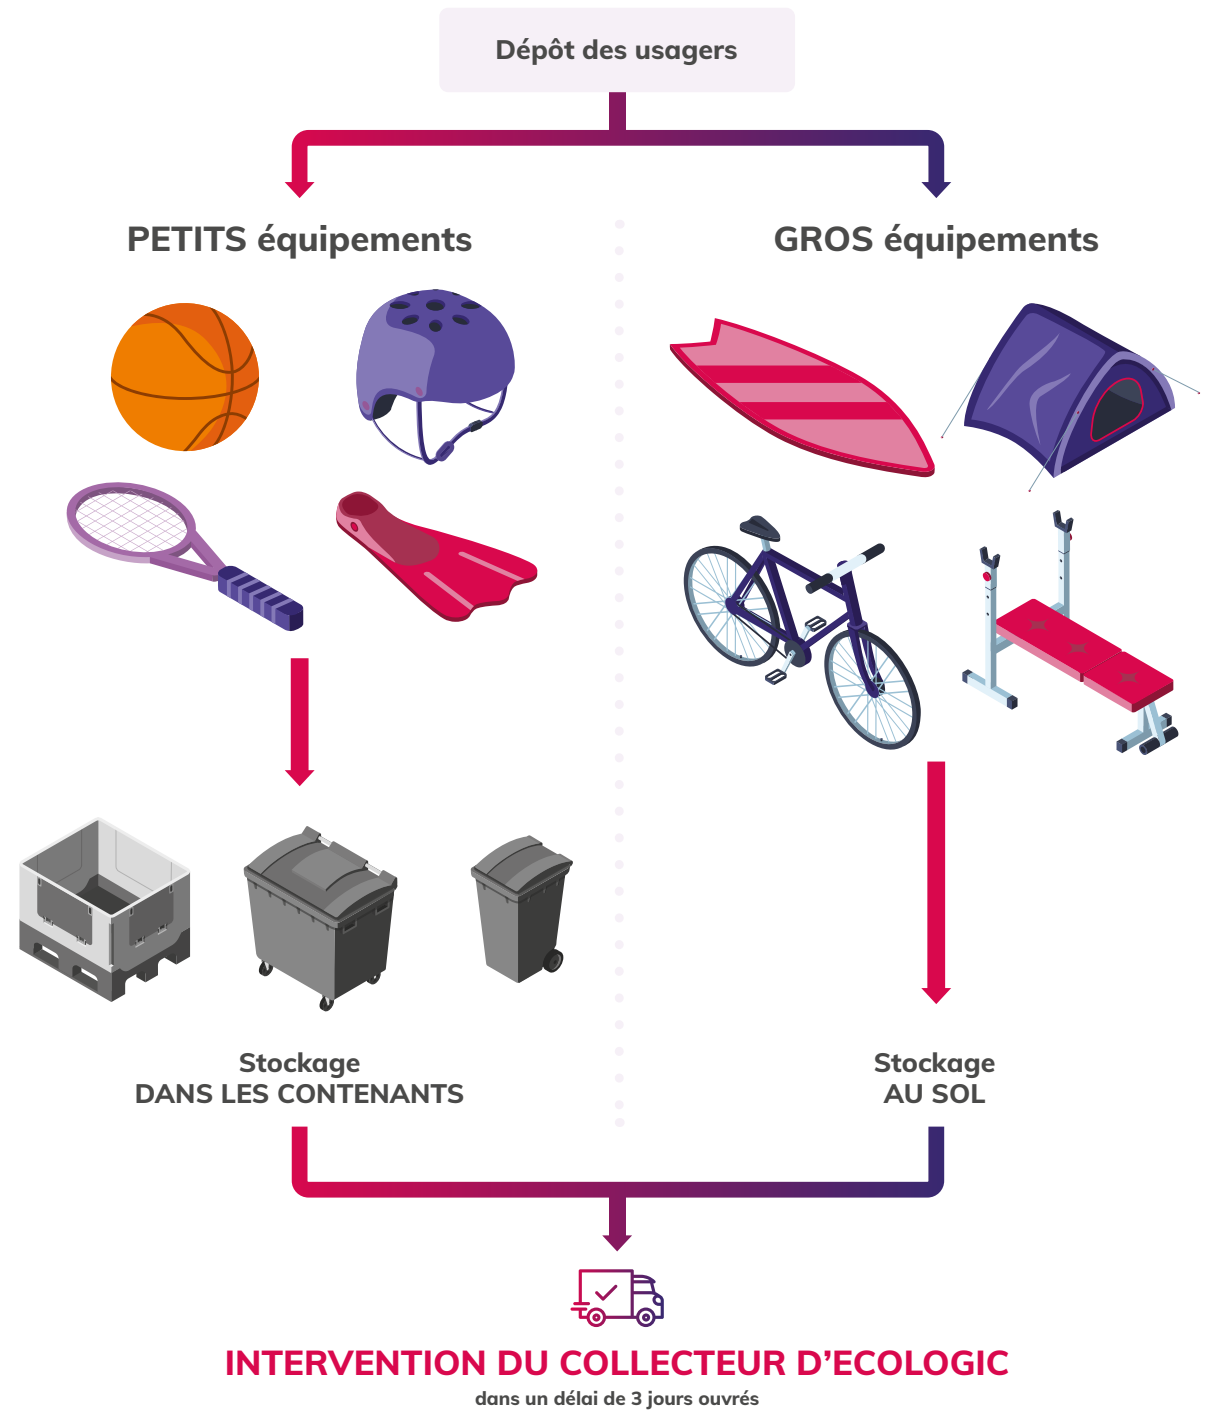 Dépôt des usagers
PETITS équipements
GROS équipements
Stockage
DANS LES CONTENANTS
Stockage
AU SOL
INTERVENTION DU COLLECTEUR D’ECOLOGIC
dans un délai de 3 jours ouvrés